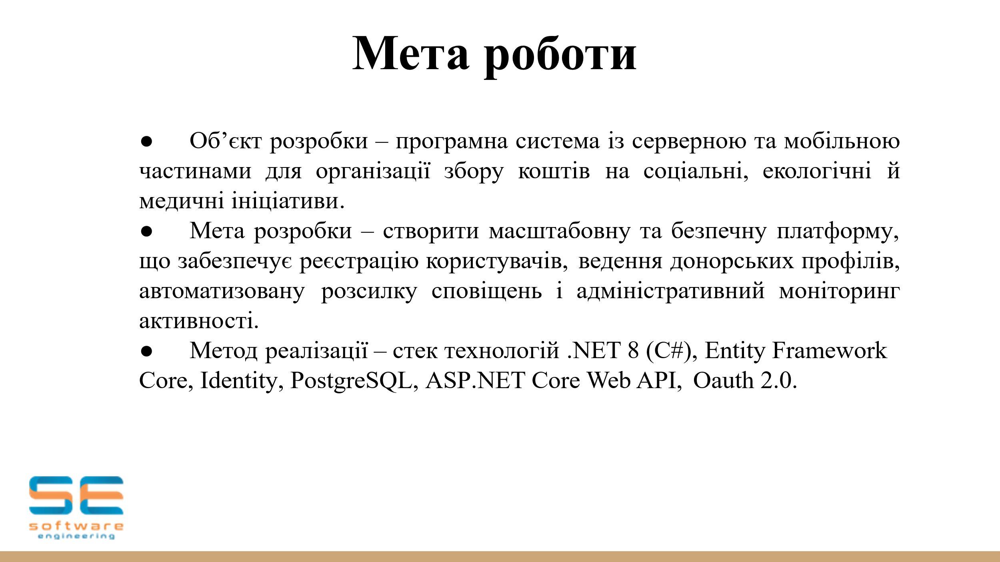 Мета роботи
● Об’єкт розробки – програмна система із серверною та мобільною
частинами для організації збору коштів на соціальні, екологічні й
медичні ініціативи.
● Мета розробки – створити масштабовну та безпечну платформу,
що забезпечує реєстрацію користувачів, ведення донорських профілів,
автоматизовану розсилку сповіщень і адміністративний моніторинг
активності.
● Метод реалізації – стек технологій .NET 8 (C#), Entity Framework
Core, Identity, PostgreSQL, ASP.NET Core Web API,  Oauth 2.0.
SE
software
engineering